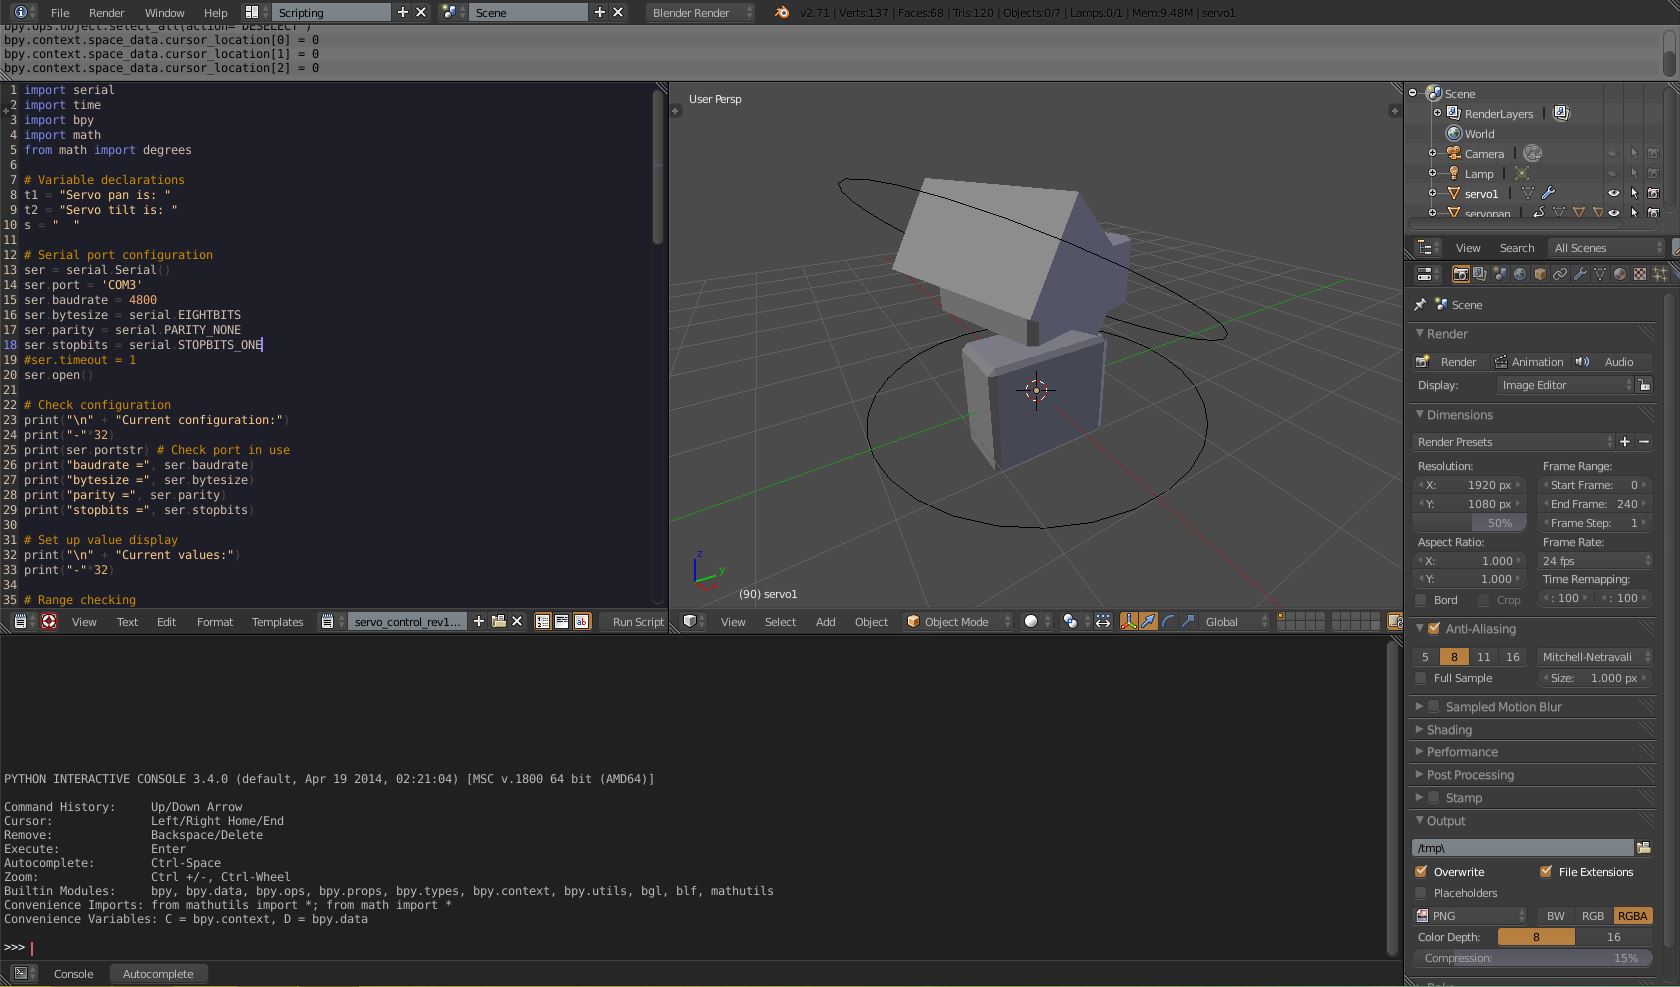 File Render Window Help Scripting Scene Blender Render v2.71 | Verts:137 | Faces:68 | Tris:120 | Objects:0/7 | Lamps:0/1 | Mem:9.48M | servo1
bpy.ops.object.select_all(action='DESELECT')
bpy.context.space_data.cursor_location[0] = 0
bpy.context.space_data.cursor_location[1] = 0
bpy.context.space_data.cursor_location[2] = 0
1 import serial
2 import time
3 import bpy
4 import math
5 from math import degrees
6
7 # Variable declarations
8 t1 = "Servo pan is: "
9 t2 = "Servo tilt is: "
10 s = "  "
11
12 # Serial port configuration
13 ser = serial.Serial()
14 ser.port = 'COM3'
15 ser.baudrate = 4800
16 ser.bytesize = serial.EIGHTBITS
17 ser.parity = serial.PARITY_NONE
18 ser.stopbits = serial.STOPBITS_ONE
19 #ser.timeout = 1
20 ser.open()
21
22 # Check configuration
23 print("\n" + "Current configuration:")
24 print("-"*32)
25 print(ser.portstr) # Check port in use
26 print("baudrate =", ser.baudrate)
27 print("bytesize =", ser.bytesize)
28 print("parity =", ser.parity)
29 print("stopbits =", ser.stopbits)
30
31 # Set up value display
32 print("\n" + "Current values:")
33 print("-"*32)
34
35 # Range checking
View Text Edit Format Templates servo_control_rev1... Run Script
User Persp
z
y
(90) servo1
View Select Add Object Object Mode Global
Scene
RenderLayers
World
Camera
Lamp
servo1
servopan
View Search All Scenes
Scene
Render
Render Animation Audio
Display: Image Editor
Dimensions
Render Presets
Resolution: Frame Range:
X: 1920 px Start Frame: 0
Y: 1080 px End Frame: 240
50% Frame Step: 1
Aspect Ratio: Frame Rate:
X: 1.000 24 fps
Y: 1.000 Time Remapping:
Bord Crop : 100 : 100
Anti-Aliasing
5 8 11 16 Mitchell-Netravali
Full Sample Size: 1.000 px
Sampled Motion Blur
Shading
Performance
Post Processing
Stamp
Output
/tmp\
Overwrite File Extensions
Placeholders
PNG BW RGB RGBA
Color Depth: 8 16
Compression: 15%
PYTHON INTERACTIVE CONSOLE 3.4.0 (default, Apr 19 2014, 02:21:04) [MSC v.1800 64 bit (AMD64)]
Command History: Up/Down Arrow
Cursor: Left/Right Home/End
Remove: Backspace/Delete
Execute: Enter
Autocomplete: Ctrl-Space
Zoom: Ctrl +/-, Ctrl-Wheel
Builtin Modules: bpy, bpy.data, bpy.ops, bpy.props, bpy.types, bpy.context, bpy.utils, bgl, blf, mathutils
Convenience Imports: from mathutils import *; from math import *
Convenience Variables: C = bpy.context, D = bpy.data
>>>
Console Autocomplete